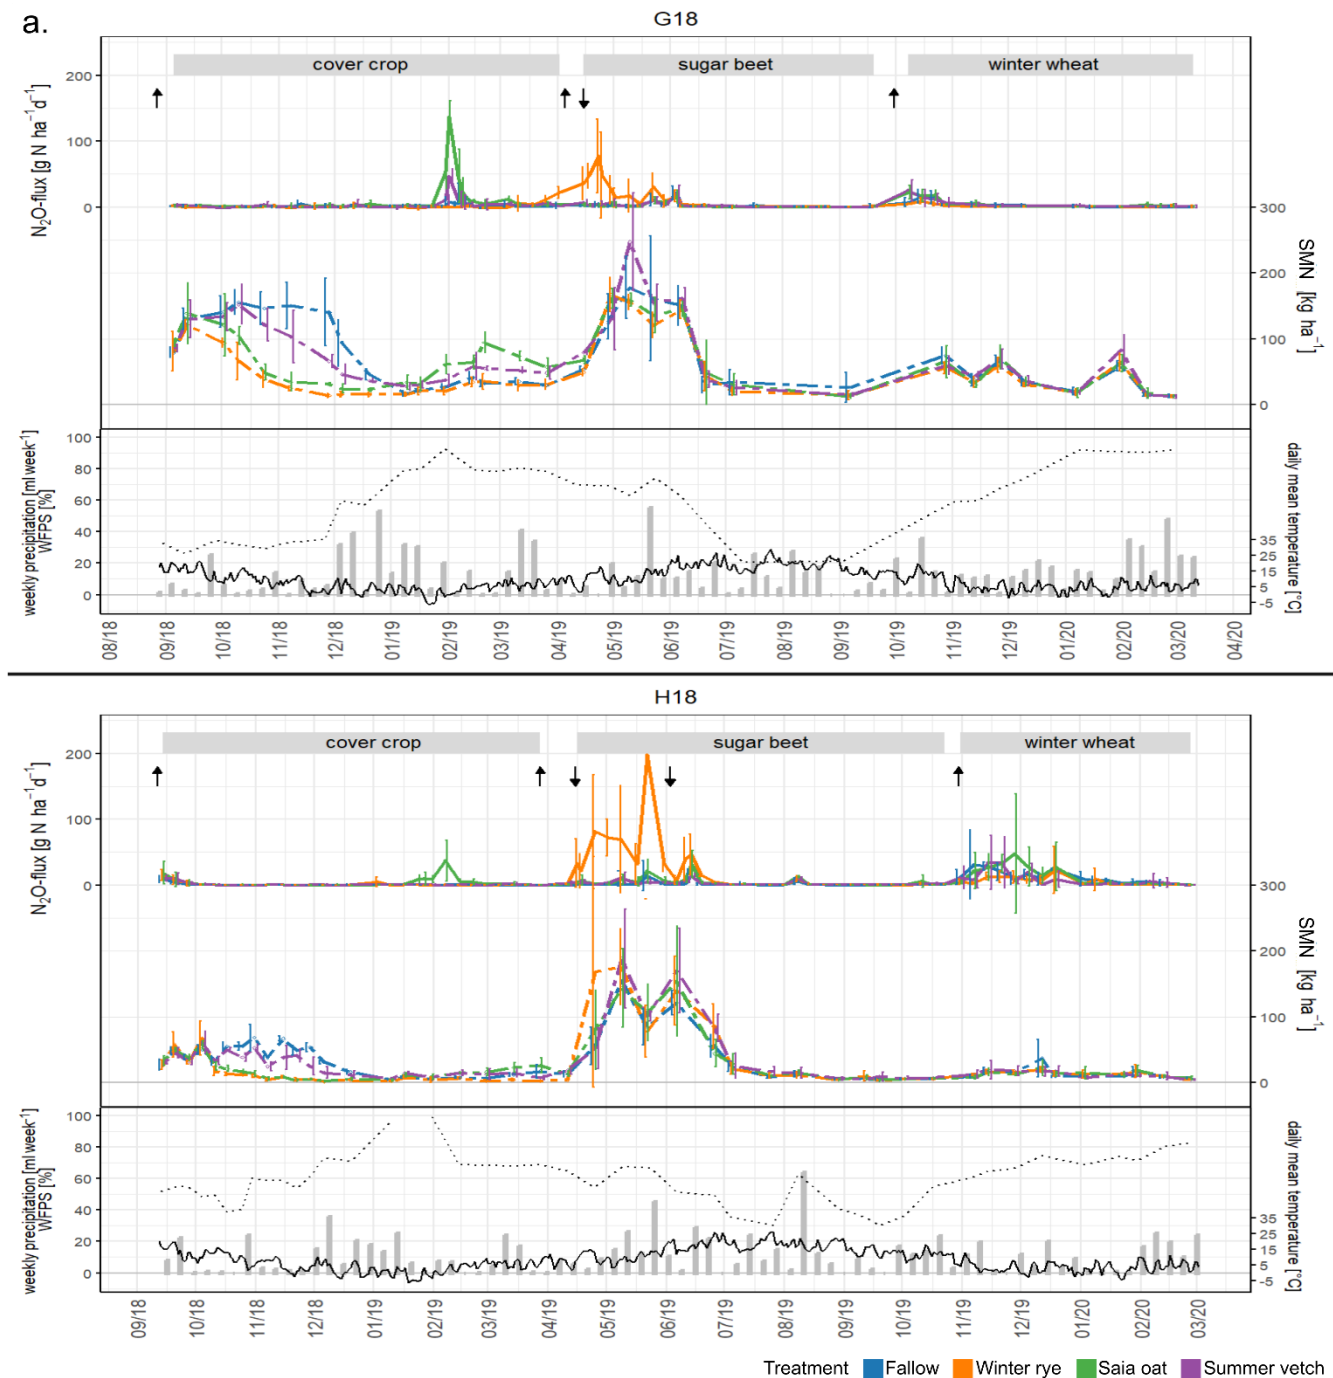 a.
G18
cover crop sugar beet winter wheat
N₂O-flux [g N ha⁻¹d⁻¹]
200
100
0
SMN [kg ha⁻¹]
300
200
100
0
weekly precipitation [ml week⁻¹]
WFPS [%]
100
80
60
40
20
0
daily mean temperature [°C]
35
25
15
5
-5
08/18 09/18 10/18 11/18 12/18 01/19 02/19 03/19 04/19 05/19 06/19 07/19 08/19 09/19 10/19 11/19 12/19 01/20 02/20 03/20 04/20
H18
cover crop sugar beet winter wheat
N₂O-flux [g N ha⁻¹d⁻¹]
200
100
0
SMN [kg ha⁻¹]
300
200
100
0
weekly precipitation [ml week⁻¹]
WFPS [%]
100
80
60
40
20
0
daily mean temperature [°C]
35
25
15
5
-5
09/18 10/18 11/18 12/18 01/19 02/19 03/19 04/19 05/19 06/19 07/19 08/19 09/19 10/19 11/19 12/19 01/20 02/20 03/20
Treatment Fallow Winter rye Saia oat Summer vetch